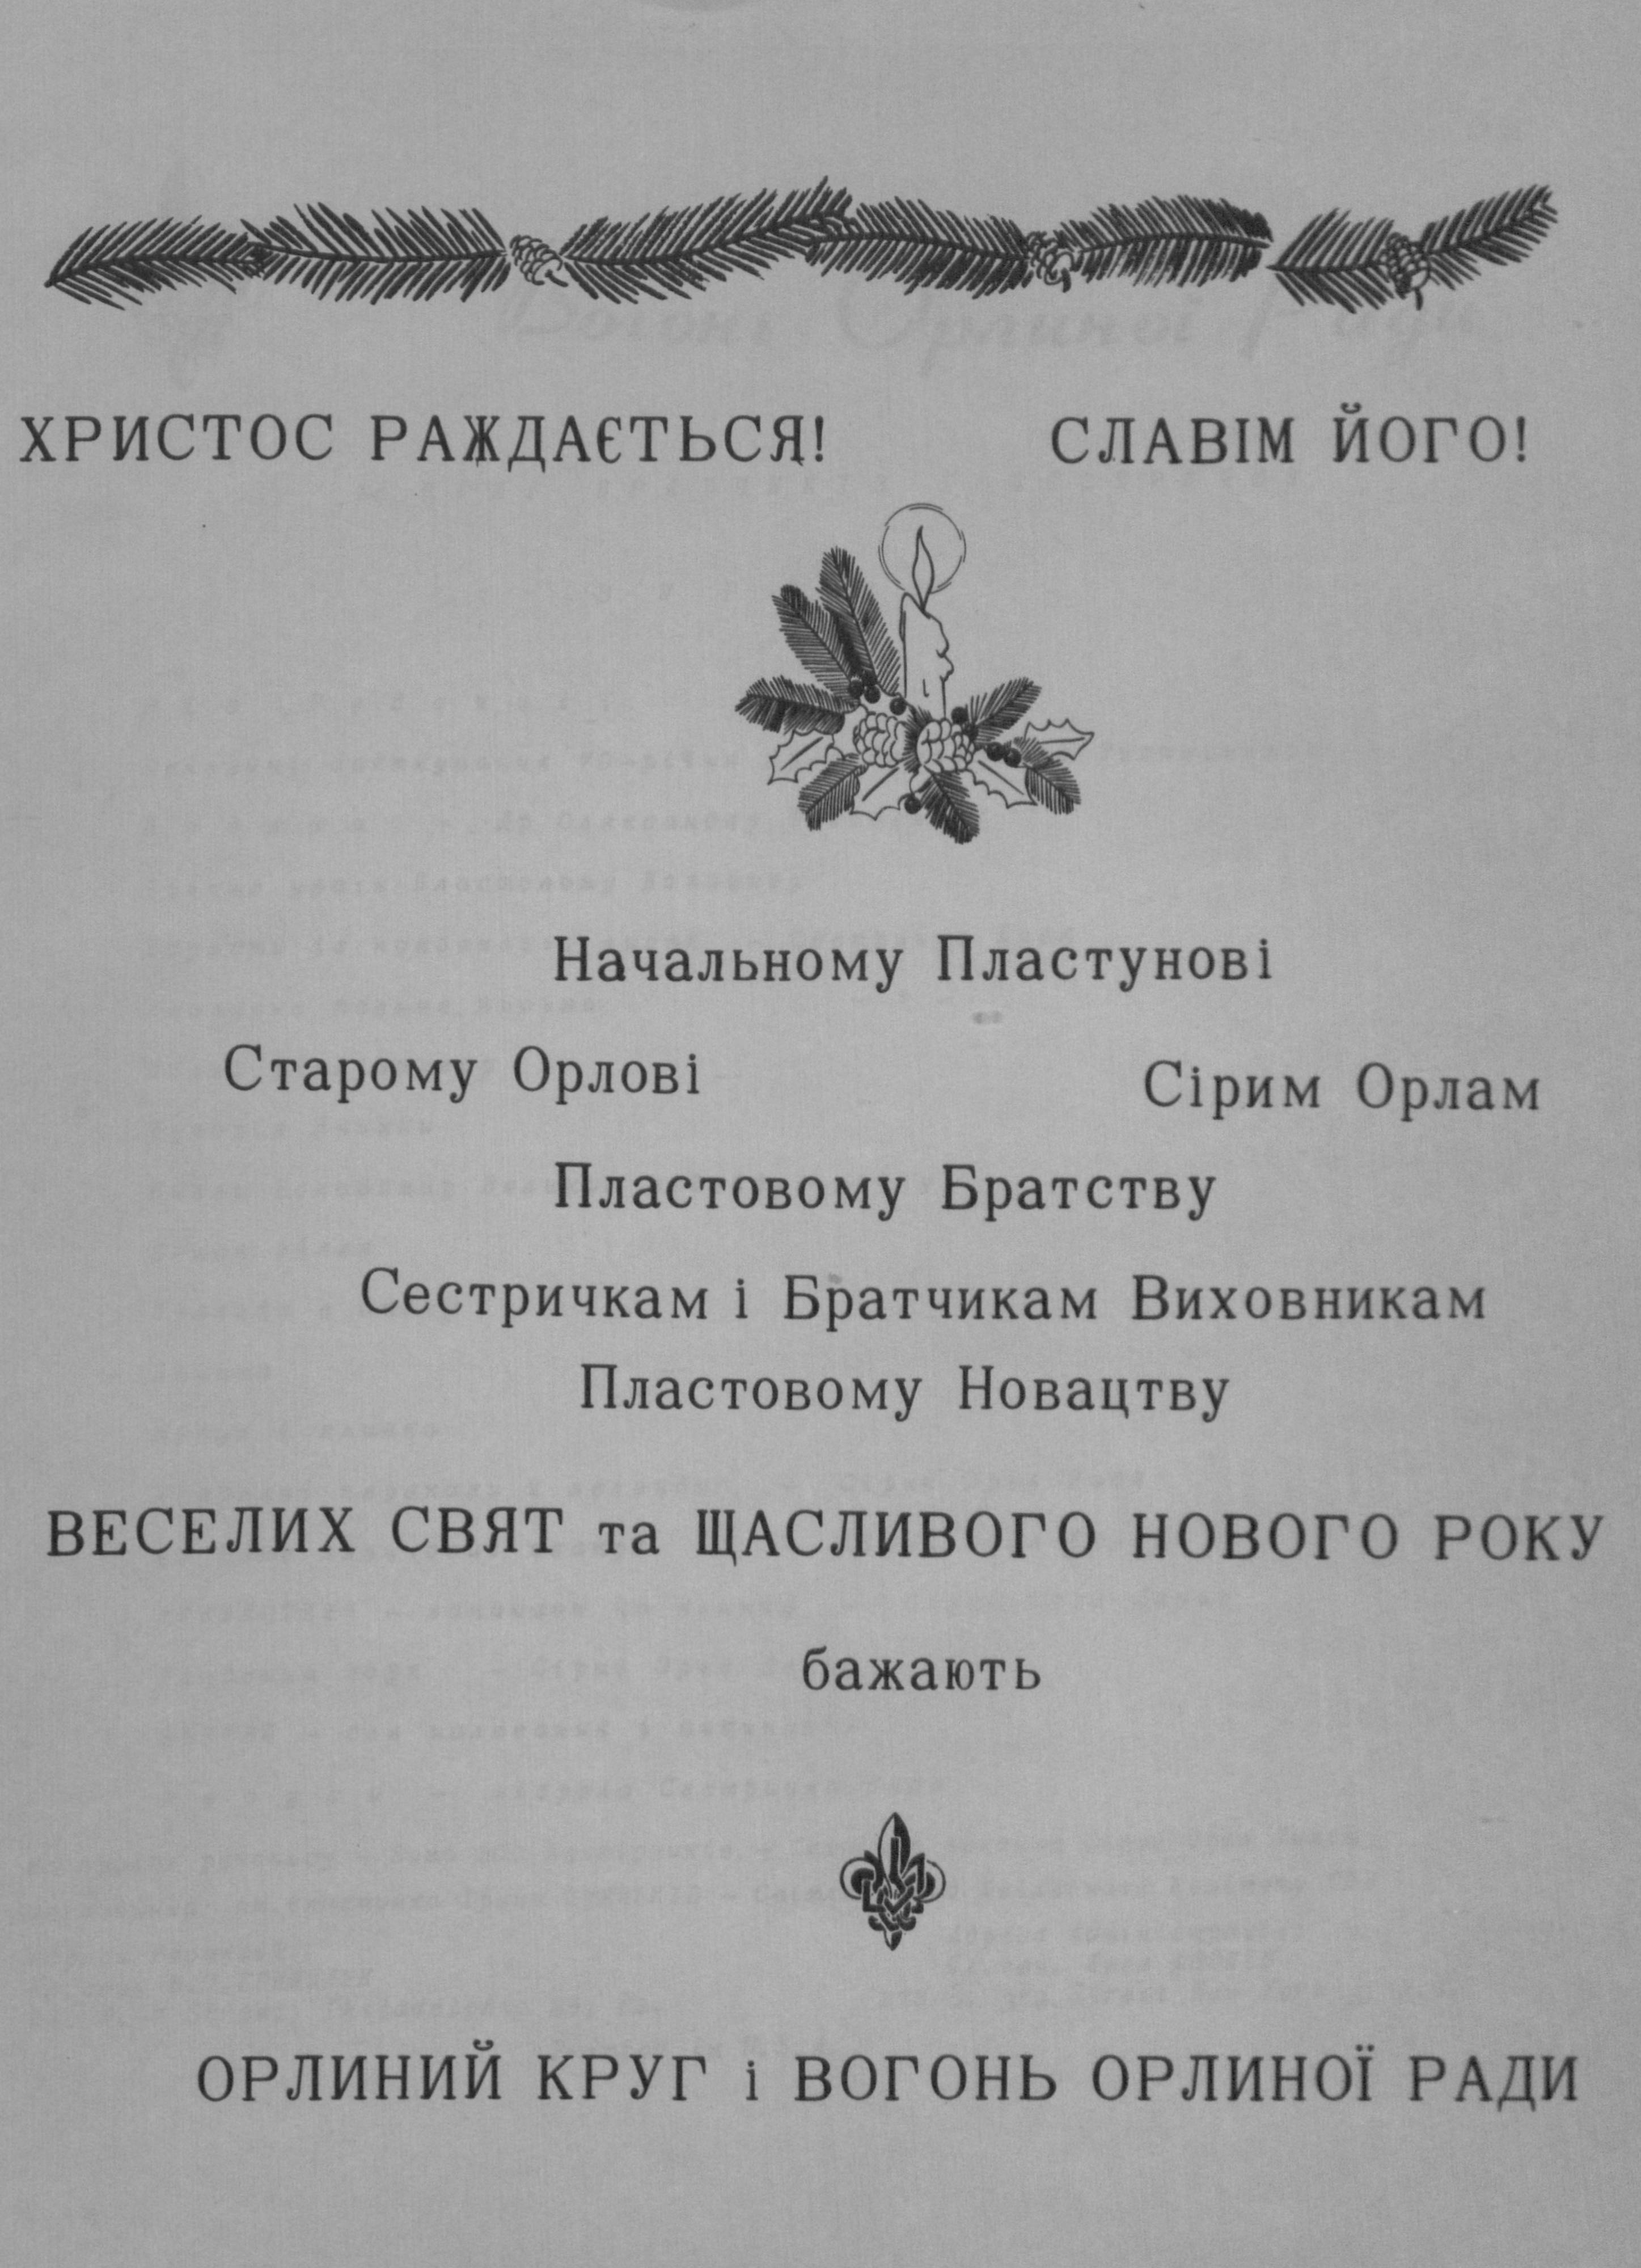 ХРИСТОС РАЖДАЄТЬСЯ! СЛАВІМ ЙОГО!
Начальному Пластунові
Старому Орлові Сірим Орлам
Пластовому Братству
Сестричкам і Братчикам Виховникам
Пластовому Новацтву
ВЕСЕЛИХ СВЯТ та ЩАСЛИВОГО НОВОГО РОКУ
бажають
ОРЛИНИЙ КРУГ і ВОГОНЬ ОРЛИНОЇ РАДИ